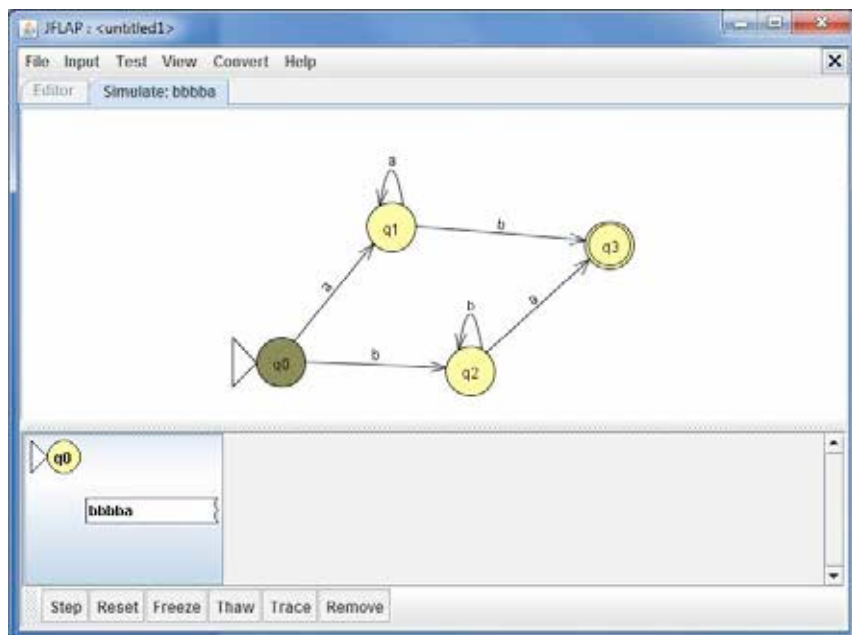 JFLAP : <untitled1>
File Input Test View Convert Help
Editor Simulate: bbbba
a
q1
b
q3
a
b
a
q0
b
q2
q0
bbbba
Step Reset Freeze Thaw Trace Remove